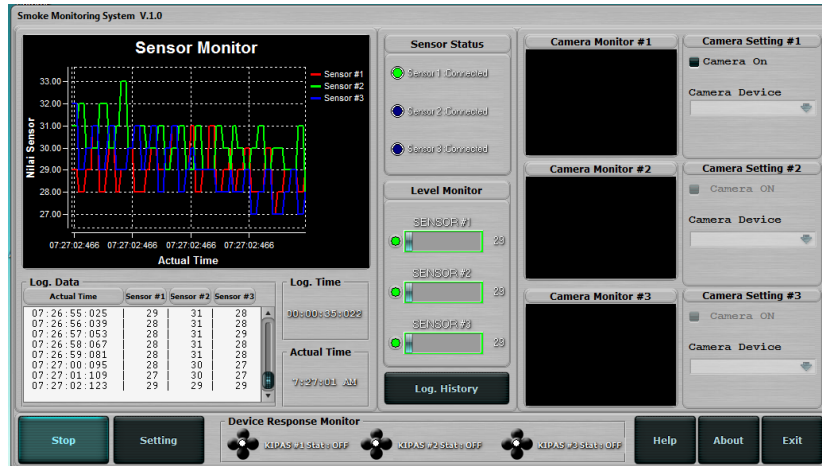 Smoke Monitoring System V.1.0
Sensor Monitor
Sensor #1
Sensor #2
Sensor #3
33.00
32.00
31.00
30.00
29.00
28.00
27.00
Nilai Sensor
07:27:02:466 07:27:02:466 07:27:02:466 07:27:02:466
Actual Time
Log. Data
Actual Time Sensor #1 Sensor #2 Sensor #3
07:26:55:025 | 29 | 31 | 28
07:26:56:039 | 28 | 31 | 28
07:26:57:053 | 28 | 31 | 29
07:26:58:067 | 28 | 31 | 28
07:26:59:081 | 28 | 31 | 28
07:27:00:095 | 28 | 30 | 27
07:27:01:109 | 27 | 30 | 27
07:27:02:123 | 29 | 29 | 29
Log. Time
00:00:35:022
Actual Time
7:27:01 AM
Sensor Status
Sensor 1 :Connected
Sensor 2 :Connected
Sensor 3 :Connected
Level Monitor
SENSOR #1
29
SENSOR #2
29
SENSOR #3
29
Log. History
Camera Monitor #1
Camera Monitor #2
Camera Monitor #3
Camera Setting #1
Camera On
Camera Device
Camera Setting #2
Camera ON
Camera Device
Camera Setting #3
Camera ON
Camera Device
Stop
Setting
Device Response Monitor
KIPAS #1 Stat : OFF
KIPAS #2 Stat : OFF
KIPAS #3 Stat : OFF
Help
About
Exit